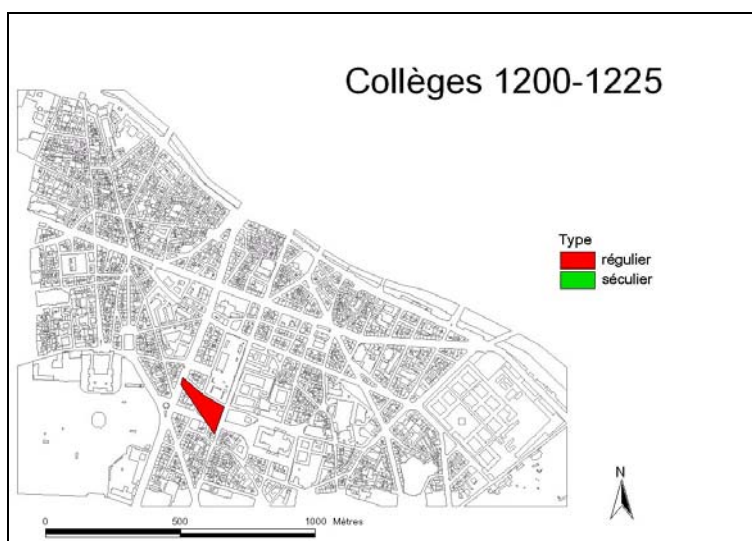 Collèges 1200-1225
Type
régulier
séculier
N
0 500 1000 Mètres